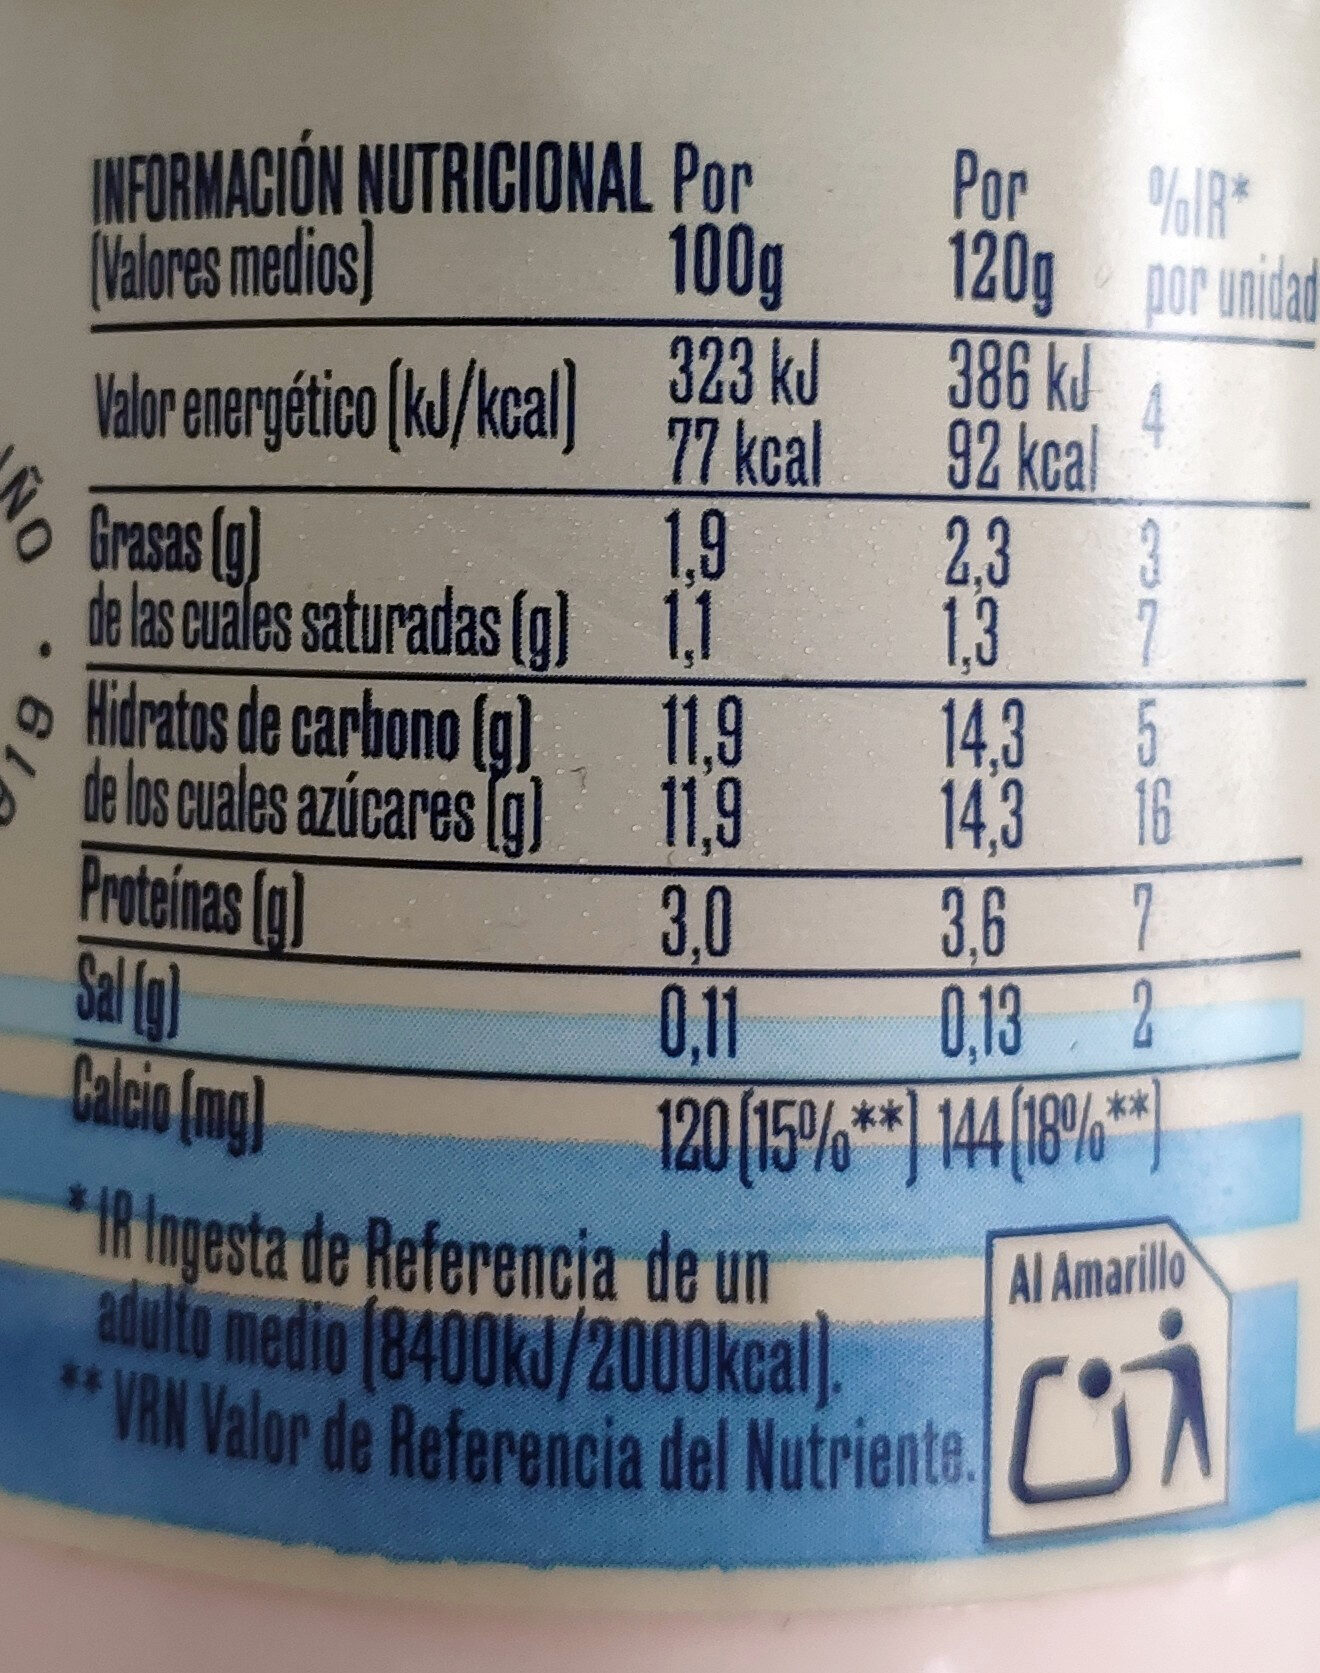 INFORMACIÓN NUTRICIONAL Por Por %IR*
(Valores medios) 100g 120g por unidad
Valor energético (kJ/kcal) 323 kJ 386 kJ 4
77 kcal 92 kcal
Grasas (g) 1,9 2,3 3
de las cuales saturadas (g) 1,1 1,3 7
Hidratos de carbono (g) 11,9 14,3 5
de los cuales azúcares (g) 11,9 14,3 16
Proteínas (g) 3,0 3,6 7
Sal (g) 0,11 0,13 2
Calcio (mg) 120 (15%**) 144 (18%**)
* IR Ingesta de Referencia de un
adulto medio (8400kJ/2000kcal).
** VRN Valor de Referencia del Nutriente.
Al Amarillo